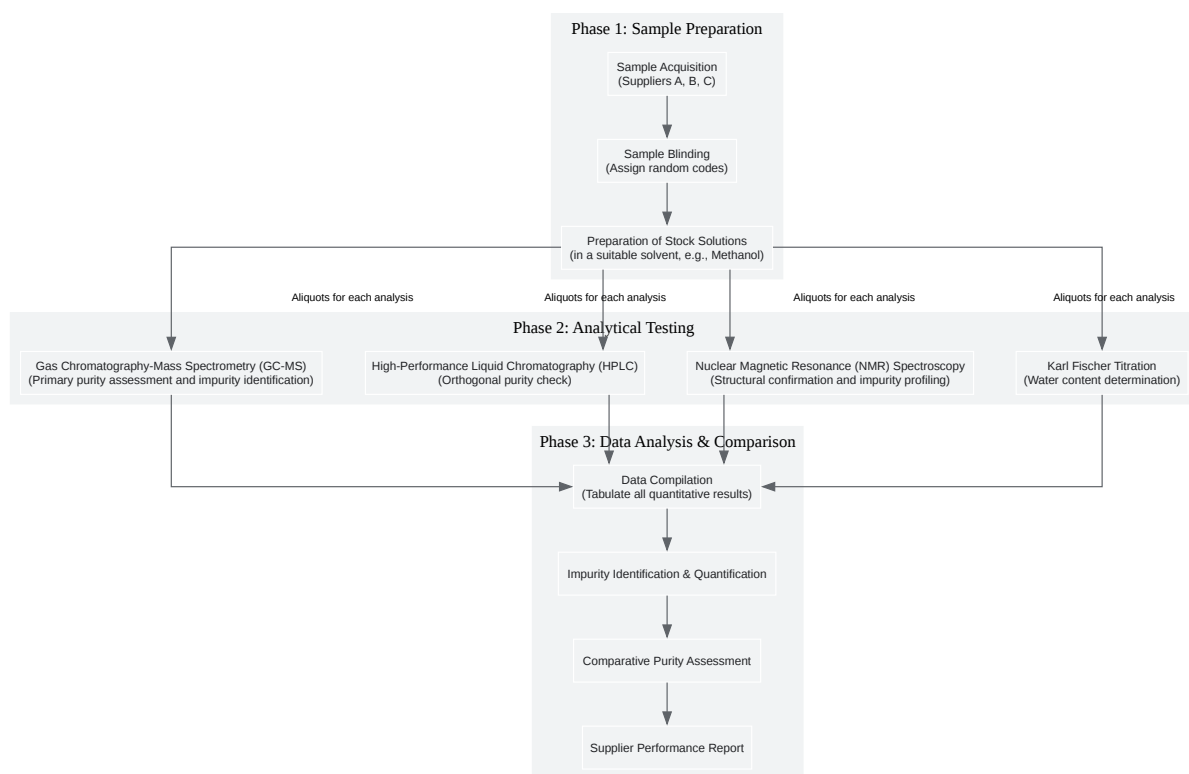 Phase 1: Sample Preparation
Sample Acquisition
(Suppliers A, B, C)
Sample Blinding
(Assign random codes)
Preparation of Stock Solutions
(in a suitable solvent, e.g., Methanol)
Aliquots for each analysis
Aliquots for each analysis
Aliquots for each analysis
Aliquots for each analysis
Phase 2: Analytical Testing
Gas Chromatography-Mass Spectrometry (GC-MS)
(Primary purity assessment and impurity identification)
High-Performance Liquid Chromatography (HPLC)
(Orthogonal purity check)
Nuclear Magnetic Resonance (NMR) Spectroscopy
(Structural confirmation and impurity profiling)
Karl Fischer Titration
(Water content determination)
Phase 3: Data Analysis & Comparison
Data Compilation
(Tabulate all quantitative results)
Impurity Identification & Quantification
Comparative Purity Assessment
Supplier Performance Report